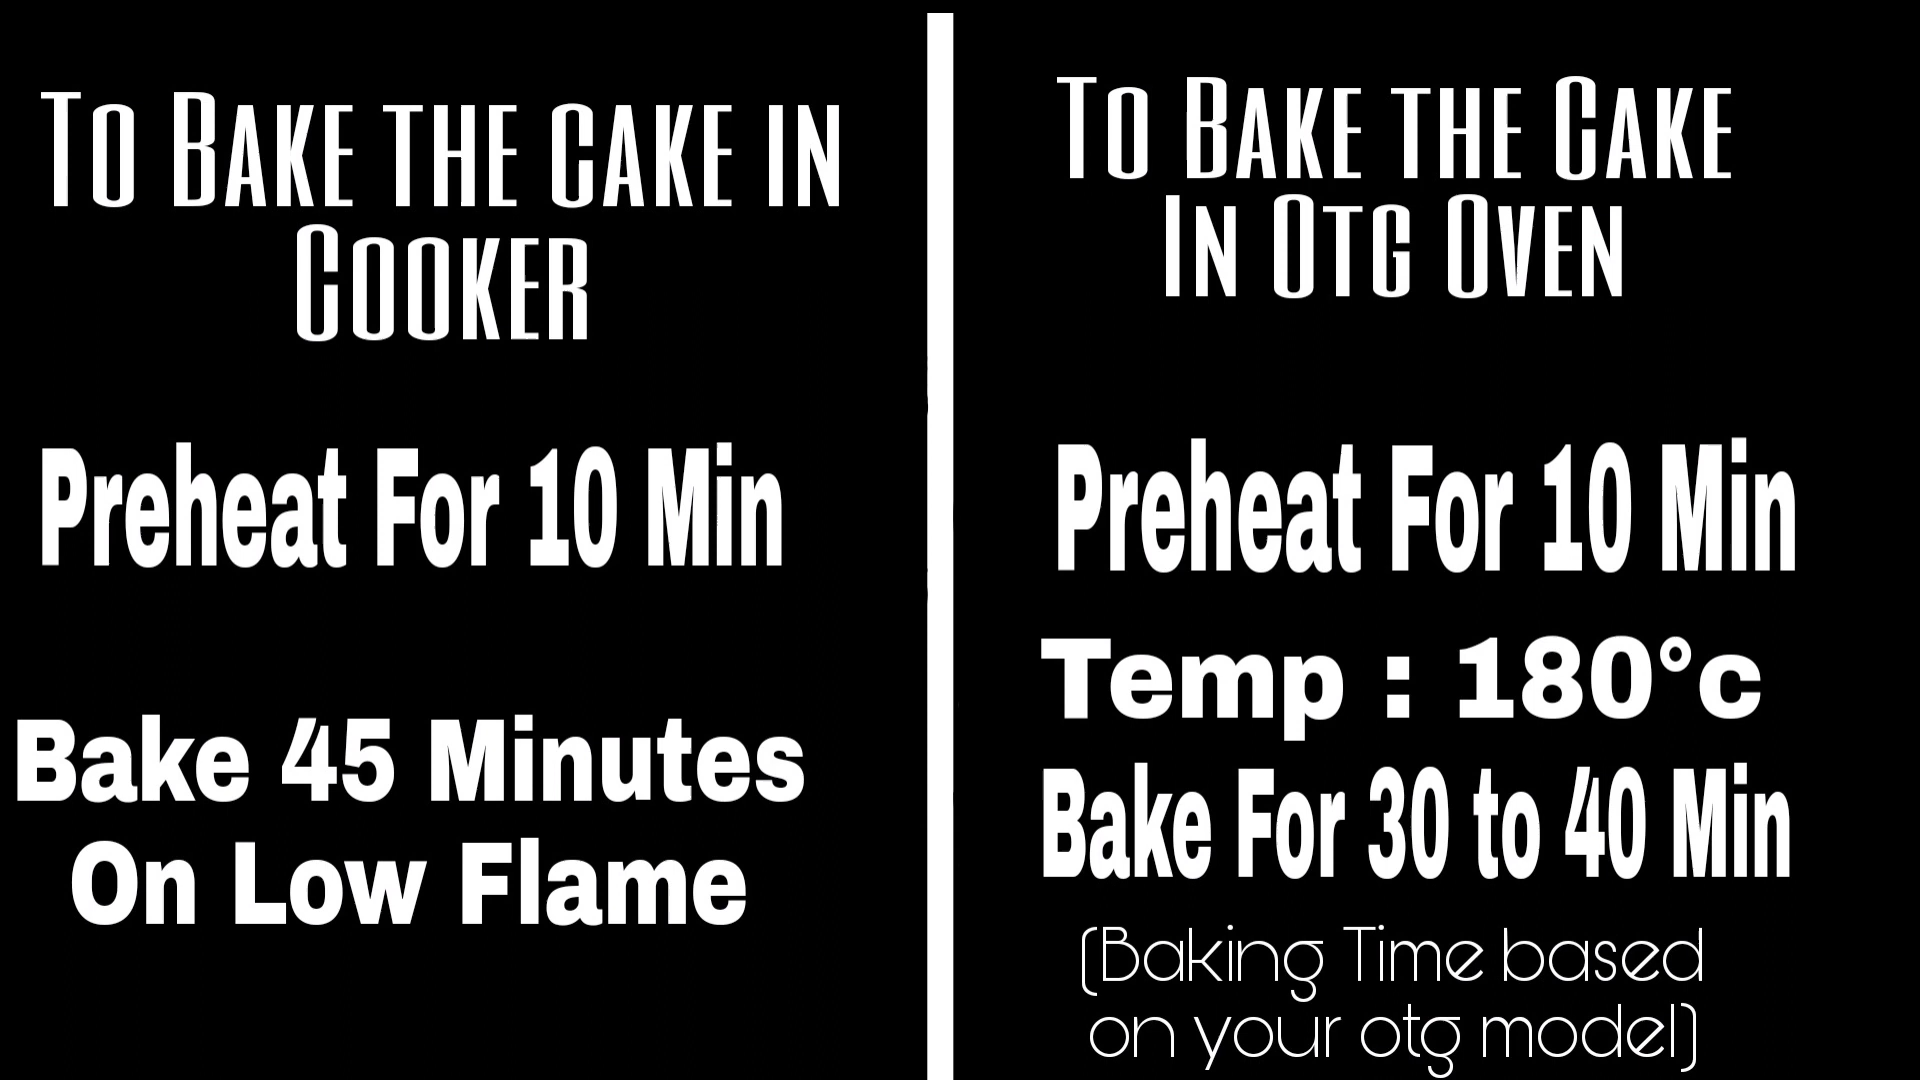 To Bake the cake in
Cooker
Preheat For 10 Min
Bake 45 Minutes
On Low Flame
To Bake the Cake
In Otg Oven
Preheat For 10 Min
Temp : 180°c
Bake For 30 to 40 Min
(Baking Time based
on your otg model)